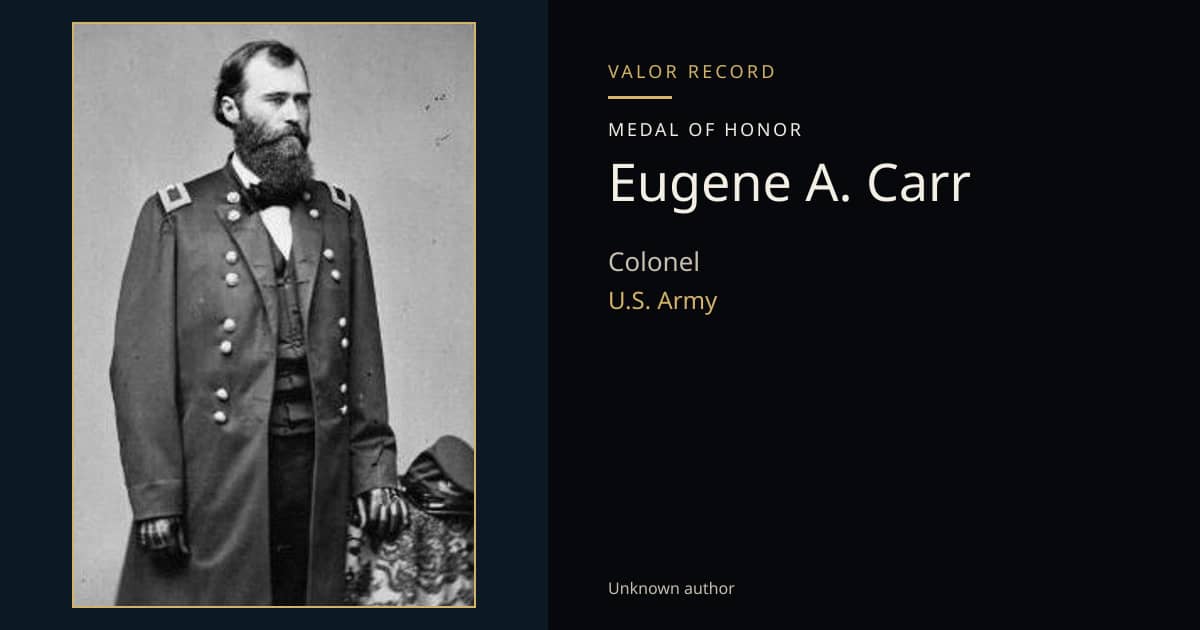 VALOR RECORD
MEDAL OF HONOR
Eugene A. Carr
Colonel
U.S. Army
Unknown author